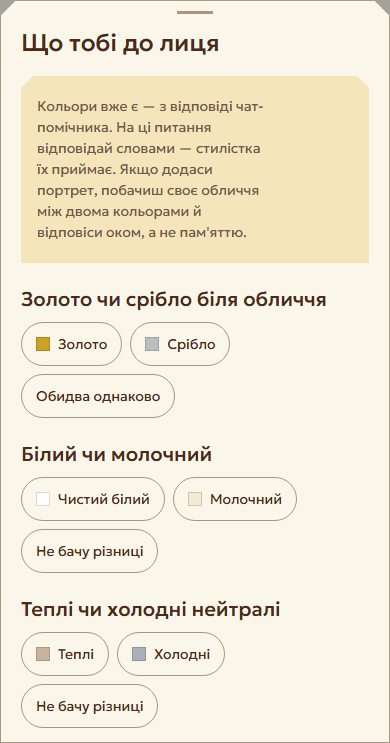 Що тобі до лиця
Кольори вже є — з відповіді чат-
помічника. На ці питання
відповідай словами — стилістка
їх приймає. Якщо додаси
портрет, побачиш своє обличчя
між двома кольорами й
відповіси оком, а не пам'яттю.
Золото чи срібло біля обличчя
Золото Срібло
Обидва однаково
Білий чи молочний
Чистий білий Молочний
Не бачу різниці
Теплі чи холодні нейтралі
Теплі Холодні
Не бачу різниці